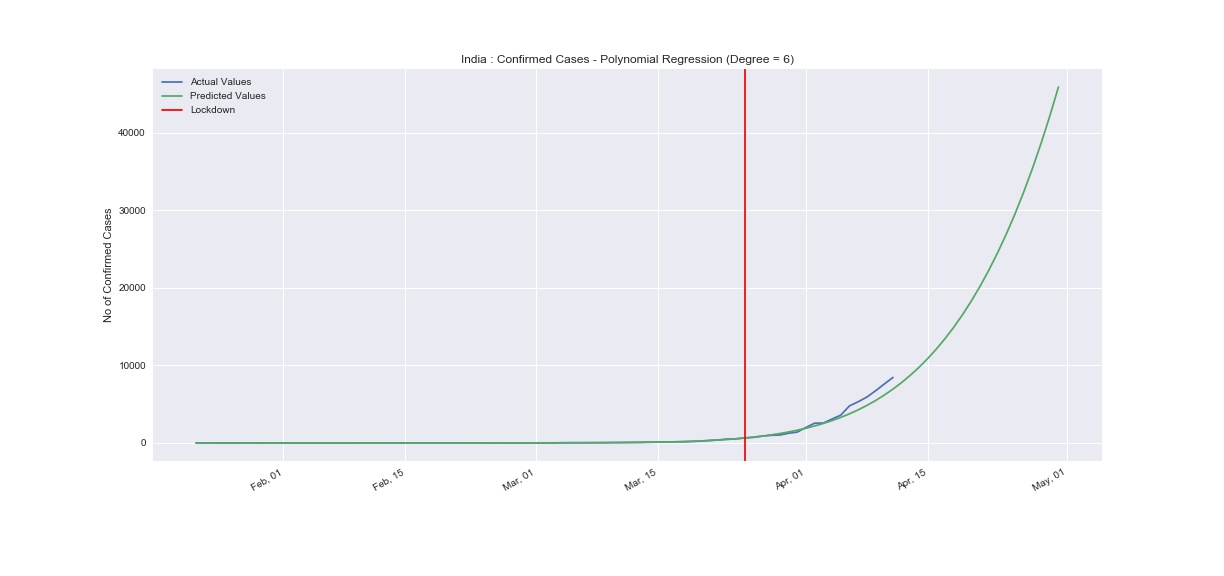 India : Confirmed Cases - Polynomial Regression (Degree = 6)
Actual Values
Predicted Values
Lockdown
No of Confirmed Cases
40000
30000
20000
10000
0
Feb, 01
Feb, 15
Mar, 01
Mar, 15
Apr, 01
Apr, 15
May, 01